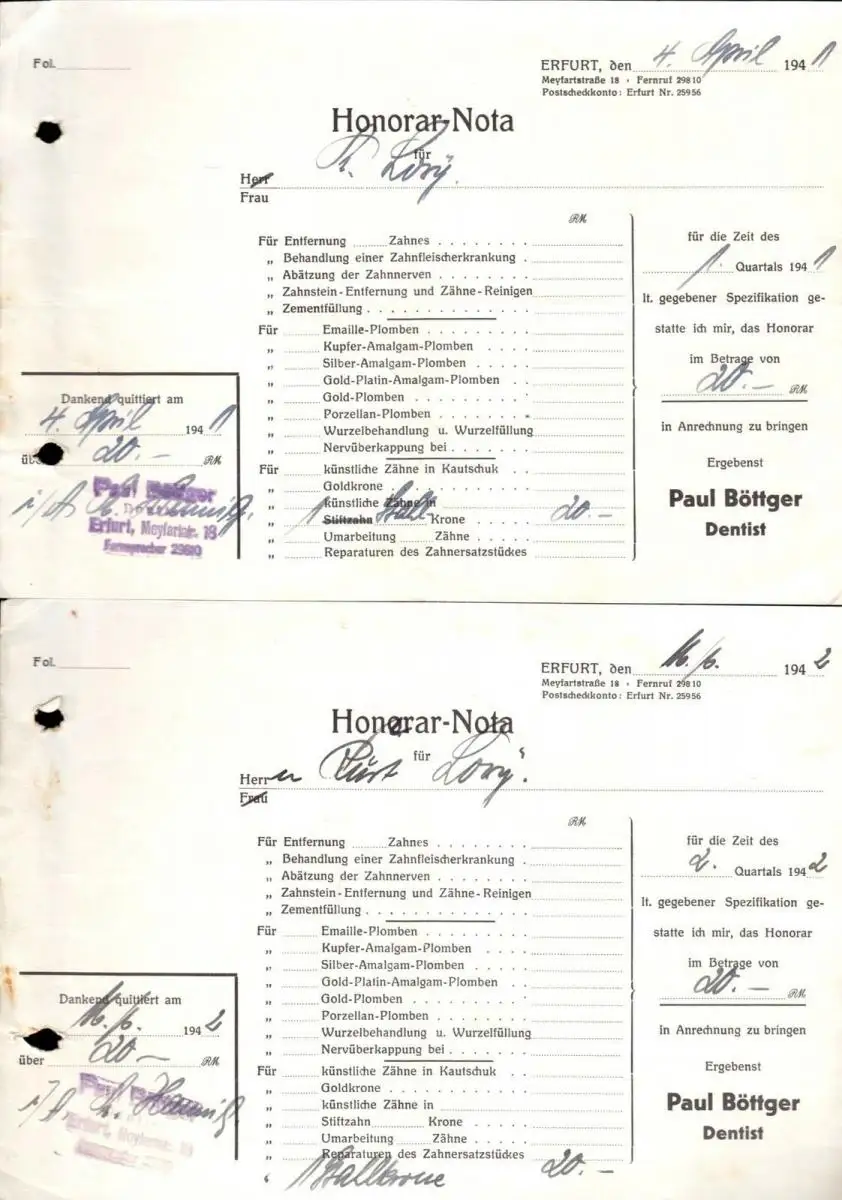 Fol.
ERFURT, den 4. April 1941
Meyfartstraße 18 · Fernruf 29810
Postscheckkonto: Erfurt Nr. 25956
Honorar-Nota
für
Herr
Frau
RM
Für Entfernung Zahnes
„ Behandlung einer Zahnfleischerkrankung
„ Abätzung der Zahnnerven
„ Zahnstein-Entfernung und Zähne-Reinigen
„ Zementfüllung
Für Emaille-Plomben
„ Kupfer-Amalgam-Plomben
„ Silber-Amalgam-Plomben
„ Gold-Platin-Amalgam-Plomben
„ Gold-Plomben
„ Porzellan-Plomben
„ Wurzelbehandlung u. Wurzelfüllung
„ Nervüberkappung bei
Für künstliche Zähne in Kautschuk
„ Goldkrone
„ künstliche Zähne in
„ 1 Stiftzahn Krone 20.—
„ Umarbeitung Zähne
„ Reparaturen des Zahnersatzstückes
für die Zeit des
1. Quartals 1941
lt. gegebener Spezifikation ge-
statte ich mir, das Honorar
im Betrage von
20.— RM
in Anrechnung zu bringen
Ergebenst
Paul Böttger
Dentist
Dankend quittiert am
4. April 1941
über 20.— RM
Paul Böttger
Erfurt, Meyfartstr. 18
Fernsprecher 29810
Fol.
ERFURT, den 16./6. 1942
Meyfartstraße 18 · Fernruf 29810
Postscheckkonto: Erfurt Nr. 25956
Honorar-Nota
für
Herrn Kurt
Frau
RM
Für Entfernung Zahnes
„ Behandlung einer Zahnfleischerkrankung
„ Abätzung der Zahnnerven
„ Zahnstein-Entfernung und Zähne-Reinigen
„ Zementfüllung
Für Emaille-Plomben
„ Kupfer-Amalgam-Plomben
„ Silber-Amalgam-Plomben
„ Gold-Platin-Amalgam-Plomben
„ Gold-Plomben
„ Porzellan-Plomben
„ Wurzelbehandlung u. Wurzelfüllung
„ Nervüberkappung bei
Für künstliche Zähne in Kautschuk
„ Goldkrone
„ künstliche Zähne in
„ Stiftzahn Krone
„ Umarbeitung Zähne
„ Reparaturen des Zahnersatzstückes 20.—
für die Zeit des
2. Quartals 1942
lt. gegebener Spezifikation ge-
statte ich mir, das Honorar
im Betrage von
20.— RM
in Anrechnung zu bringen
Ergebenst
Paul Böttger
Dentist
Dankend quittiert am
16./6. 1942
über 20.— RM